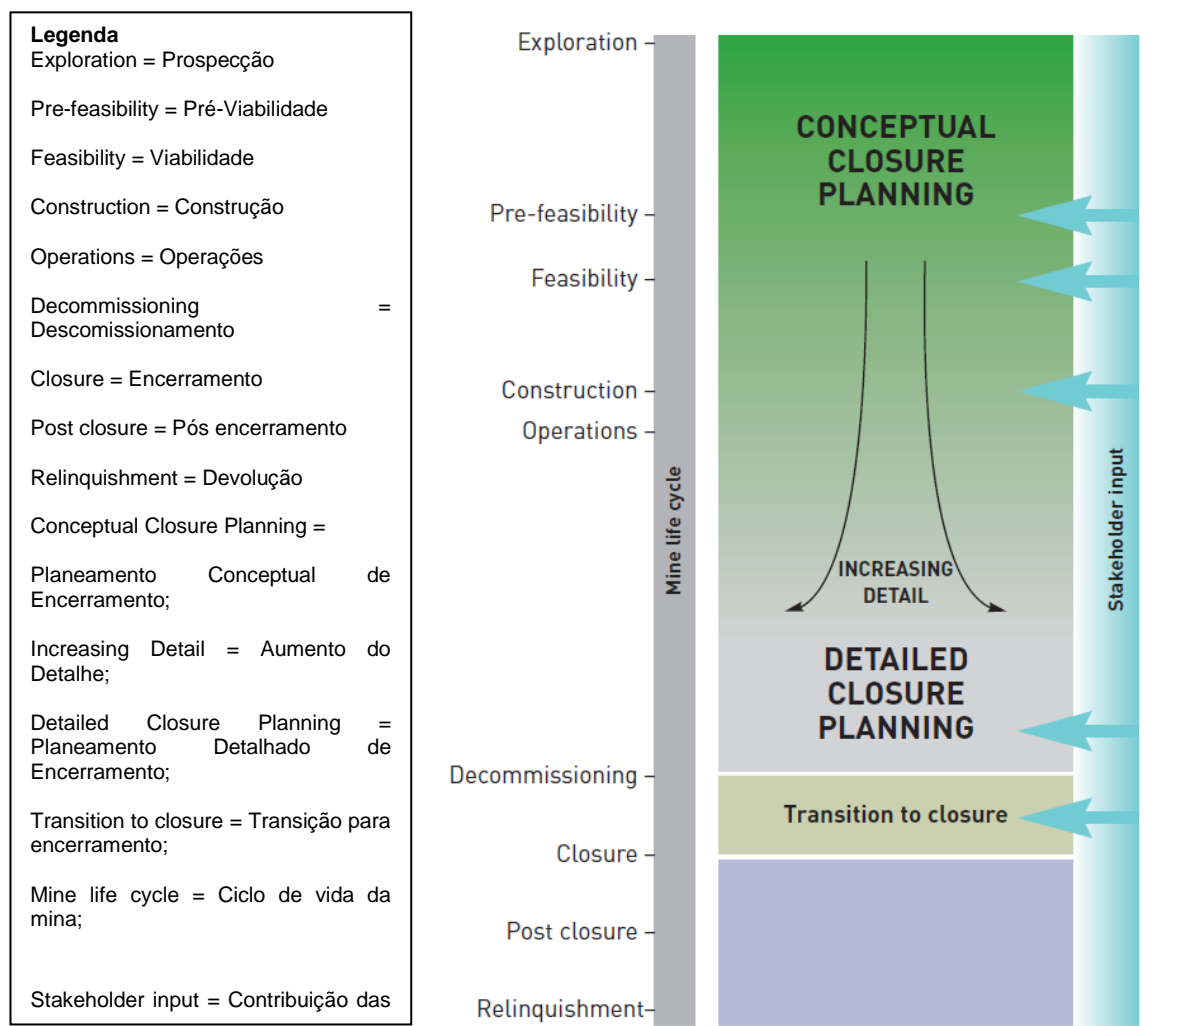 Legenda
Exploration = Prospecção
Pre-feasibility = Pré-Viabilidade
Feasibility = Viabilidade
Construction = Construção
Operations = Operações
Decommissioning =
Descomissionamento
Closure = Encerramento
Post closure = Pós encerramento
Relinquishment = Devolução
Conceptual Closure Planning =
Planeamento Conceptual de
Encerramento;
Increasing Detail = Aumento do
Detalhe;
Detailed Closure Planning =
Planeamento Detalhado de
Encerramento;
Transition to closure = Transição para
encerramento;
Mine life cycle = Ciclo de vida da
mina;
Stakeholder input = Contribuição das
Exploration
Pre-feasibility
Feasibility
Construction
Operations
Decommissioning
Closure
Post closure
Relinquishment
Mine life cycle
CONCEPTUAL
CLOSURE
PLANNING
INCREASING
DETAIL
DETAILED
CLOSURE
PLANNING
Transition to closure
Stakeholder input